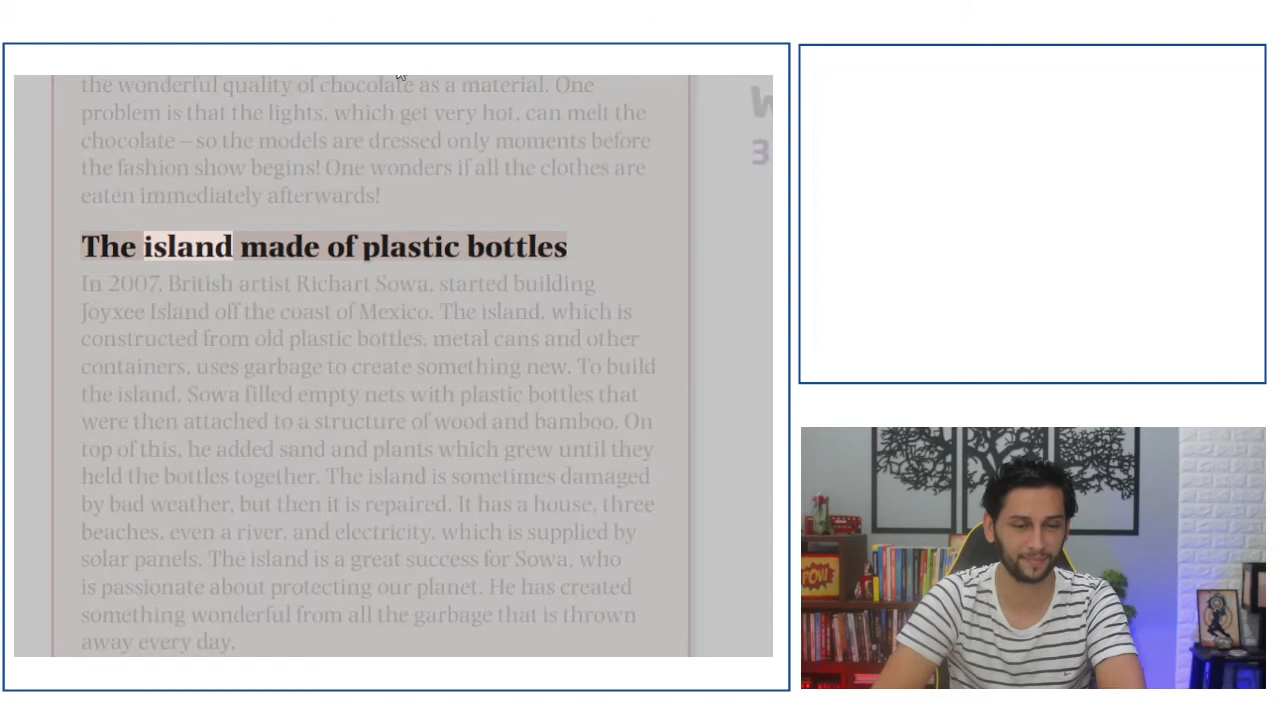 the wonderful quality of chocolate as a material. One
problem is that the lights, which get very hot, can melt the
chocolate – so the models are dressed only moments before
the fashion show begins! One wonders if all the clothes are
eaten immediately afterwards!
The island made of plastic bottles
In 2007, British artist Richart Sowa, started building
Joyxee Island off the coast of Mexico. The island, which is
constructed from old plastic bottles, metal cans and other
containers, uses garbage to create something new. To build
the island, Sowa filled empty nets with plastic bottles that
were then attached to a structure of wood and bamboo. On
top of this, he added sand and plants which grew until they
held the bottles together. The island is sometimes damaged
by bad weather, but then it is repaired. It has a house, three
beaches, even a river, and electricity, which is supplied by
solar panels. The island is a great success for Sowa, who
is passionate about protecting our planet. He has created
something wonderful from all the garbage that is thrown
away every day.
W
3
POW